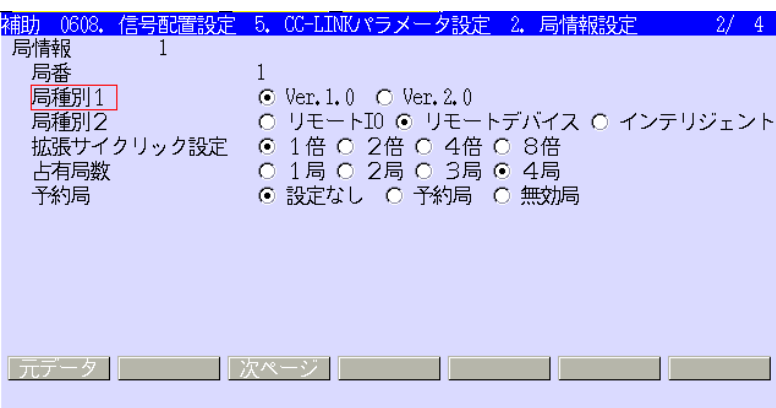 補助 0608. 信号配置設定 5. CC-LINKパラメータ設定 2. 局情報設定 2/ 4
局情報 1
局番 1
局種別1 Ver.1.0 Ver.2.0
局種別2 リモートIO リモートデバイス インテリジェント
拡張サイクリック設定 1倍 2倍 4倍 8倍
占有局数 1局 2局 3局 4局
予約局 設定なし 予約局 無効局
元データ 次ページ